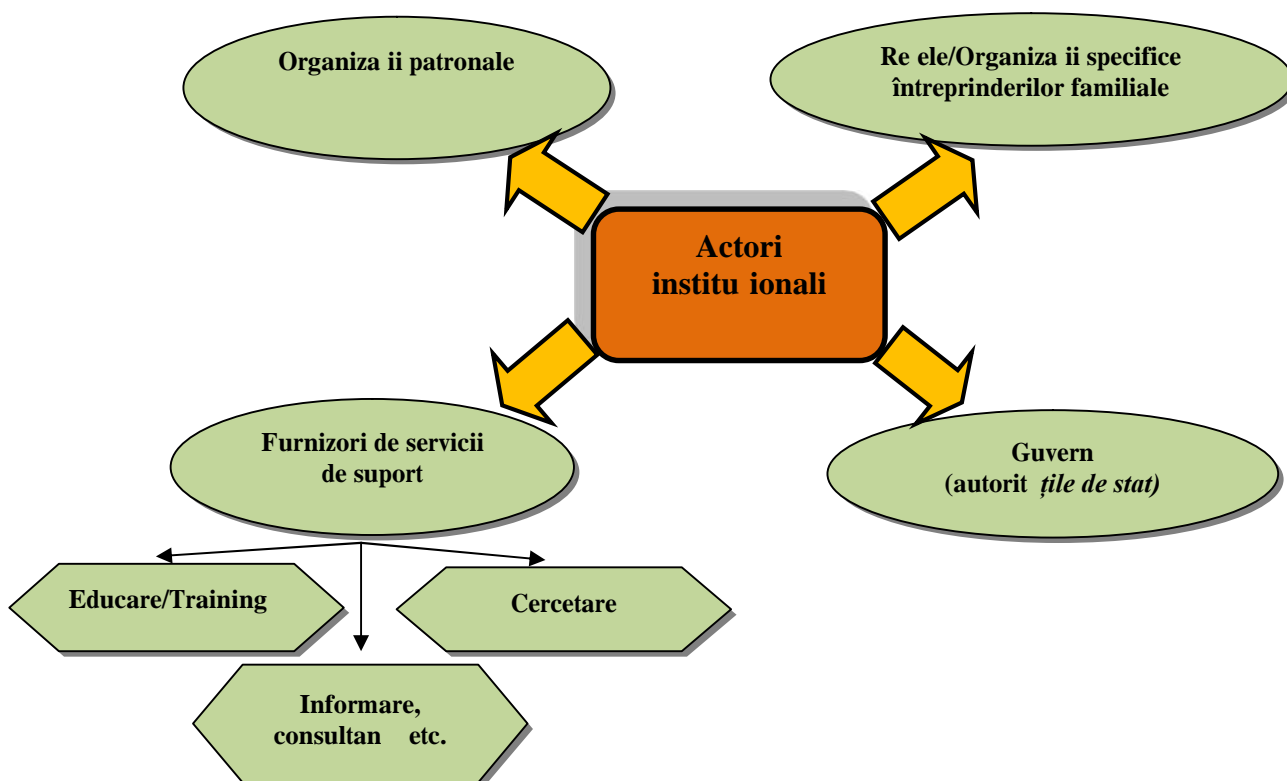 Organiza ii patronale
Re ele/Organiza ii specifice
întreprinderilor familiale
Actori
institu ionali
Furnizori de servicii
de suport
Guvern
(autorit ţile de stat)
Educare/Training
Cercetare
Informare,
consultan etc.